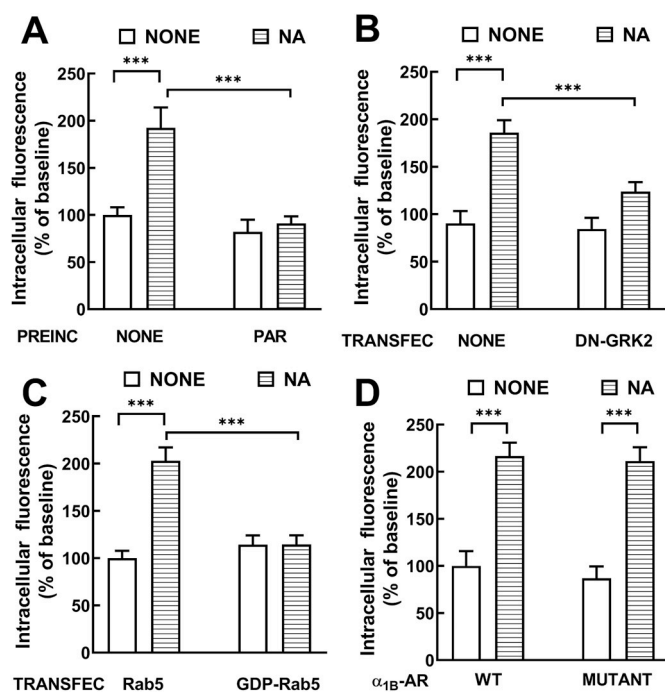 A
NONE NA
***
***
Intracellular fluorescence
(% of baseline)
250
200
150
100
50
0
PREINC NONE PAR
B
NONE NA
***
***
Intracellular fluorescence
(% of baseline)
250
200
150
100
50
0
TRANSFEC NONE DN-GRK2
C
NONE NA
***
***
Intracellular fluorescence
(% of baseline)
250
200
150
100
50
0
TRANSFEC Rab5 GDP-Rab5
D
NONE NA
***
***
Intracellular fluorescence
(% of baseline)
250
200
150
100
50
0
α1B-AR WT MUTANT